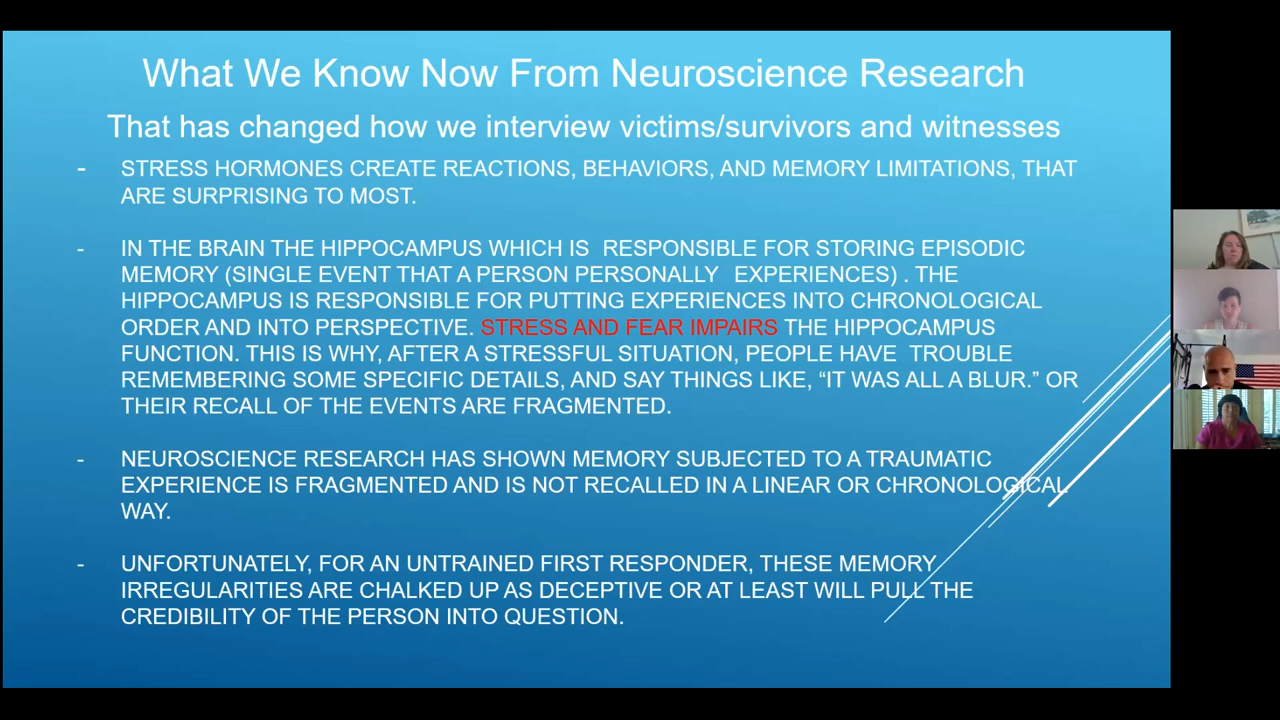 What We Know Now From Neuroscience Research
That has changed how we interview victims/survivors and witnesses
- STRESS HORMONES CREATE REACTIONS, BEHAVIORS, AND MEMORY LIMITATIONS, THAT
ARE SURPRISING TO MOST.
- IN THE BRAIN THE HIPPOCAMPUS WHICH IS RESPONSIBLE FOR STORING EPISODIC
MEMORY (SINGLE EVENT THAT A PERSON PERSONALLY EXPERIENCES) . THE
HIPPOCAMPUS IS RESPONSIBLE FOR PUTTING EXPERIENCES INTO CHRONOLOGICAL
ORDER AND INTO PERSPECTIVE. STRESS AND FEAR IMPAIRS THE HIPPOCAMPUS
FUNCTION. THIS IS WHY, AFTER A STRESSFUL SITUATION, PEOPLE HAVE TROUBLE
REMEMBERING SOME SPECIFIC DETAILS, AND SAY THINGS LIKE, “IT WAS ALL A BLUR.” OR
THEIR RECALL OF THE EVENTS ARE FRAGMENTED.
- NEUROSCIENCE RESEARCH HAS SHOWN MEMORY SUBJECTED TO A TRAUMATIC
EXPERIENCE IS FRAGMENTED AND IS NOT RECALLED IN A LINEAR OR CHRONOLOGICAL
WAY.
- UNFORTUNATELY, FOR AN UNTRAINED FIRST RESPONDER, THESE MEMORY
IRREGULARITIES ARE CHALKED UP AS DECEPTIVE OR AT LEAST WILL PULL THE
CREDIBILITY OF THE PERSON INTO QUESTION.